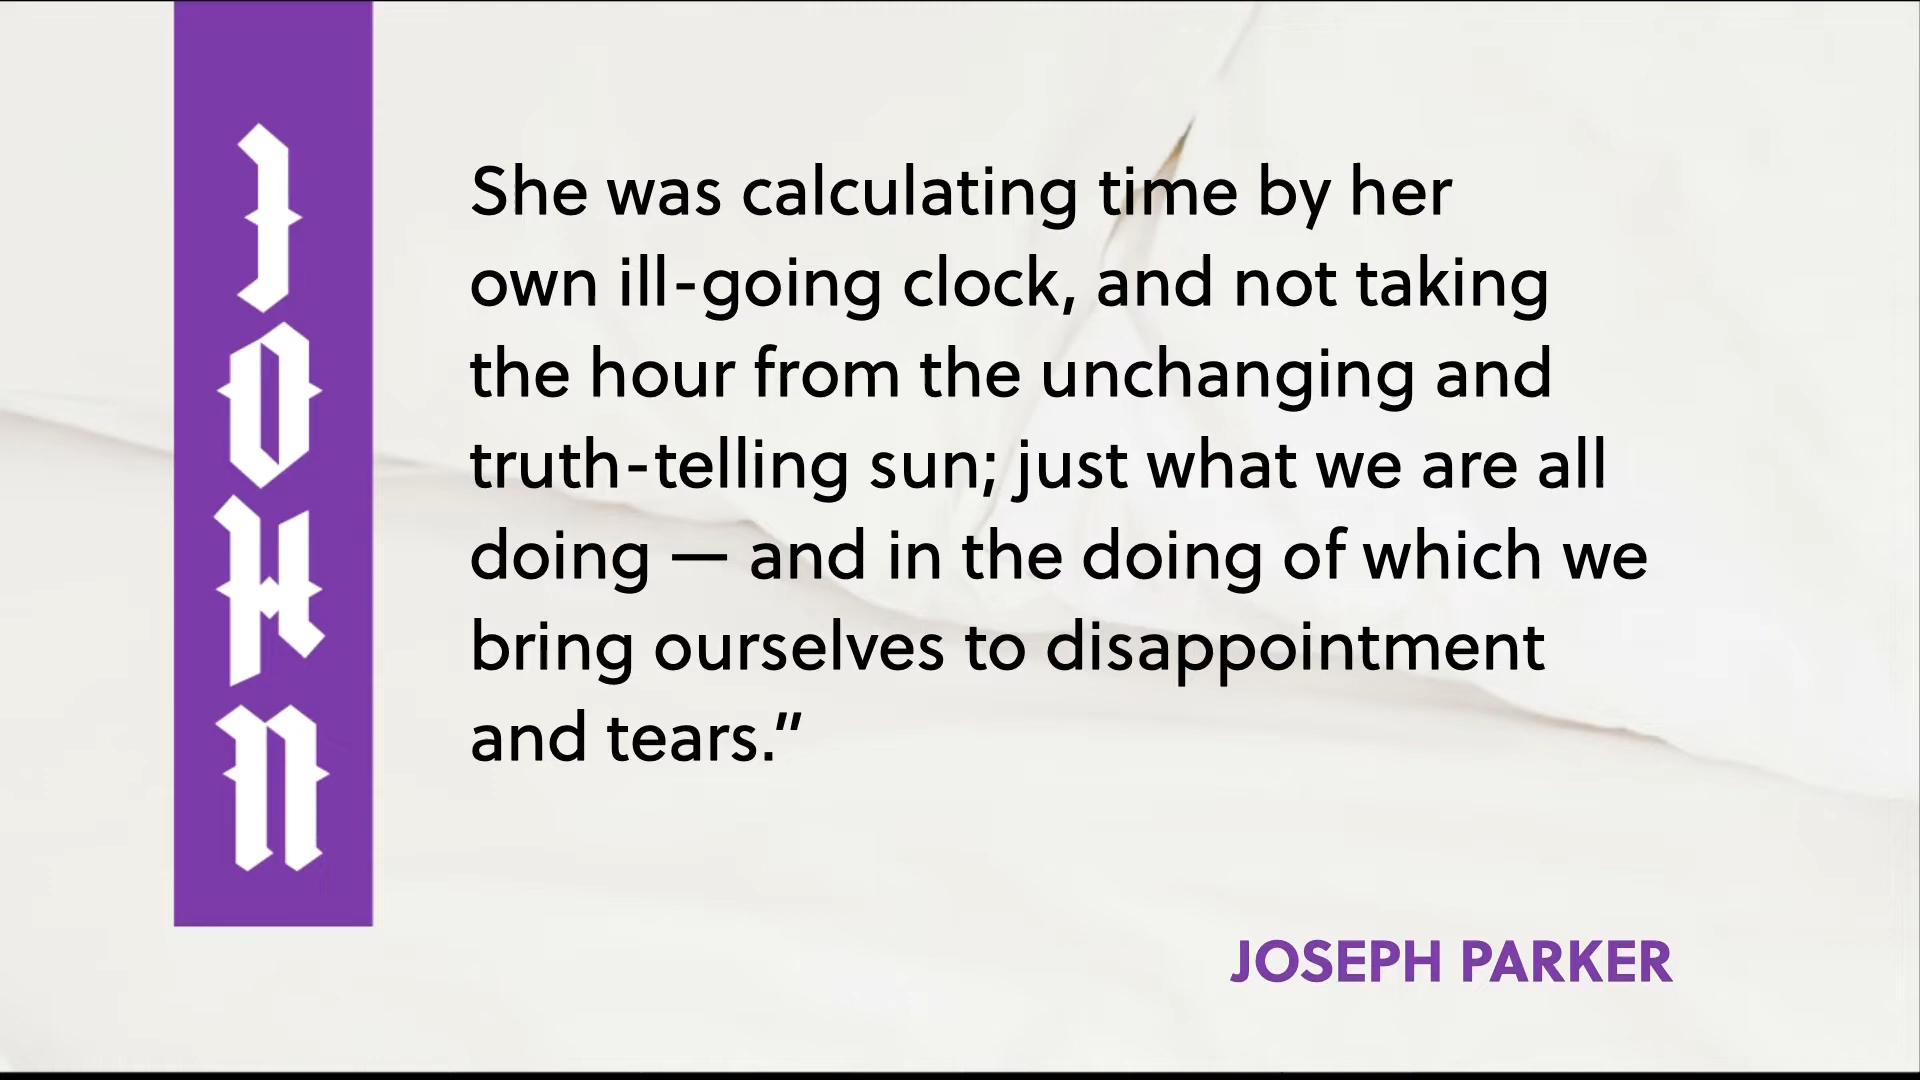 JOHN
She was calculating time by her
own ill-going clock, and not taking
the hour from the unchanging and
truth-telling sun; just what we are all
doing — and in the doing of which we
bring ourselves to disappointment
and tears.”
JOSEPH PARKER